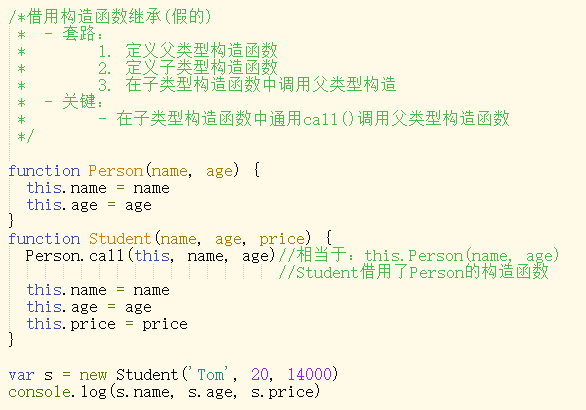 /*借用构造函数继承(假的)
 *  - 套路:
 *       1. 定义父类型构造函数
 *       2. 定义子类型构造函数
 *       3. 在子类型构造函数中调用父类型构造
 *  - 关键:
 *       - 在子类型构造函数中通用call()调用父类型构造函数
 */
function Person(name, age) {
  this.name = name
  this.age = age
}
function Student(name, age, price) {
  Person.call(this, name, age)//相当于: this.Person(name, age)
                              //Student借用了Person的构造函数
  this.name = name
  this.age = age
  this.price = price
}
var s = new Student('Tom', 20, 14000)
console.log(s.name, s.age, s.price)